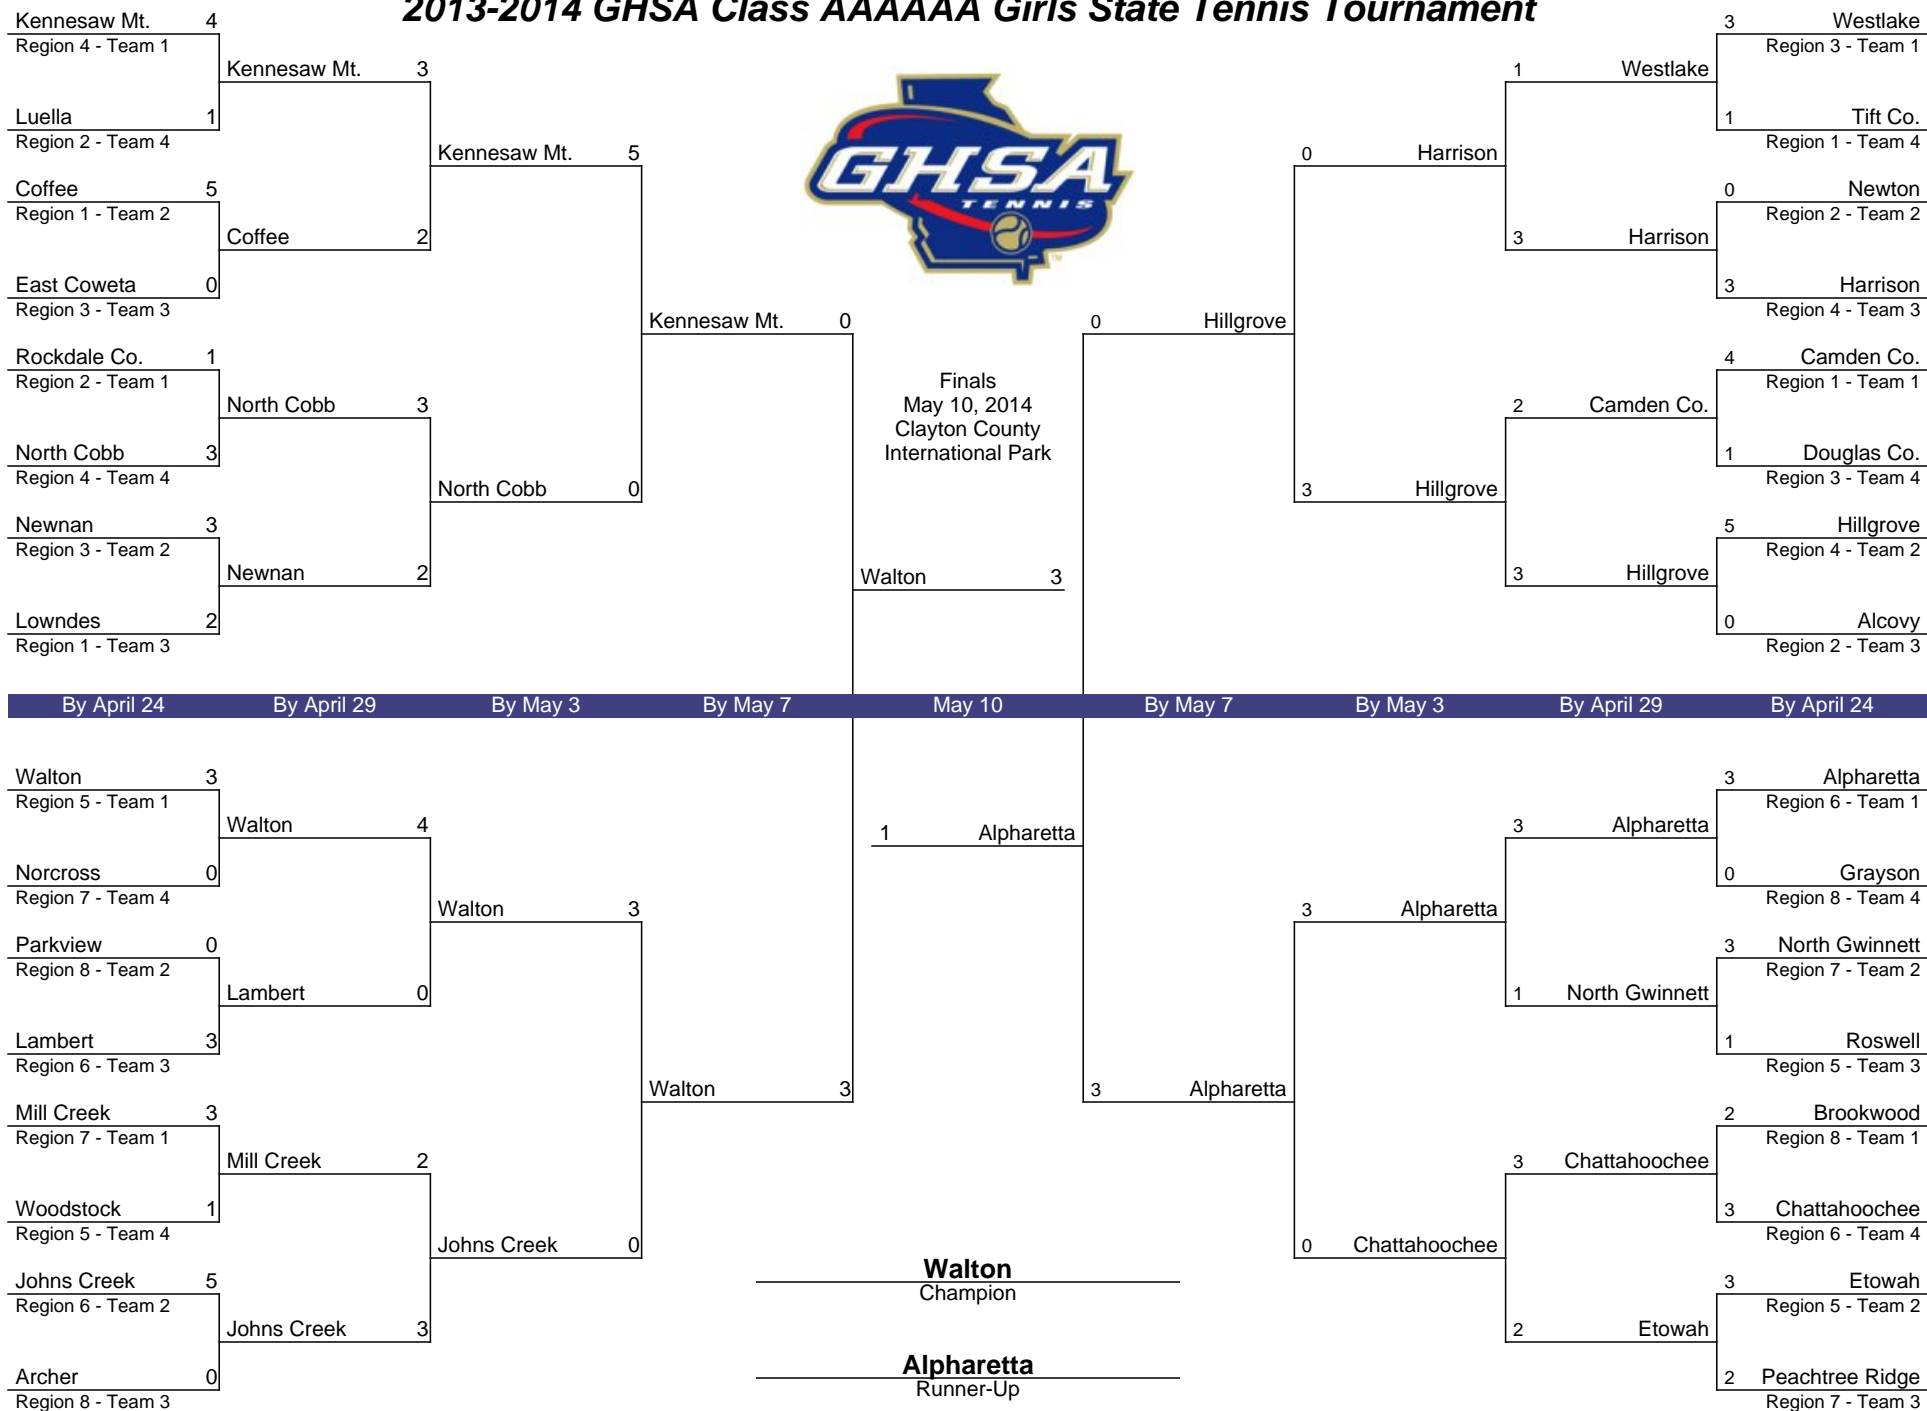 2013-2014 GHSA Class AAAAAA Girls State Tennis Tournament
Kennesaw Mt. 4
Region 4 - Team 1
Luella 1
Region 2 - Team 4
Coffee 5
Region 1 - Team 2
East Coweta 0
Region 3 - Team 3
Rockdale Co. 1
Region 2 - Team 1
North Cobb 3
Region 4 - Team 4
Newnan 3
Region 3 - Team 2
Lowndes 2
Region 1 - Team 3
Kennesaw Mt. 3
Coffee 2
North Cobb 3
Newnan 2
Kennesaw Mt. 5
North Cobb 0
Kennesaw Mt. 0
GHSA
TENNIS
TM
Finals
May 10, 2014
Clayton County
International Park
Walton 3
0 Hillgrove
0 Harrison
3 Hillgrove
1 Westlake
3 Harrison
2 Camden Co.
3 Hillgrove
3 Westlake
Region 3 - Team 1
1 Tift Co.
Region 1 - Team 4
0 Newton
Region 2 - Team 2
3 Harrison
Region 4 - Team 3
4 Camden Co.
Region 1 - Team 1
1 Douglas Co.
Region 3 - Team 4
5 Hillgrove
Region 4 - Team 2
0 Alcovy
Region 2 - Team 3
By April 24 By April 29 By May 3 By May 7 May 10 By May 7 By May 3 By April 29 By April 24
Walton 3
Region 5 - Team 1
Norcross 0
Region 7 - Team 4
Parkview 0
Region 8 - Team 2
Lambert 3
Region 6 - Team 3
Mill Creek 3
Region 7 - Team 1
Woodstock 1
Region 5 - Team 4
Johns Creek 5
Region 6 - Team 2
Archer 0
Region 8 - Team 3
Walton 4
Lambert 0
Mill Creek 2
Johns Creek 3
Walton 3
Johns Creek 0
Walton 3
1 Alpharetta
3 Alpharetta
3 Alpharetta
0 Chattahoochee
3 Alpharetta
1 North Gwinnett
3 Chattahoochee
2 Etowah
3 Alpharetta
Region 6 - Team 1
0 Grayson
Region 8 - Team 4
3 North Gwinnett
Region 7 - Team 2
1 Roswell
Region 5 - Team 3
2 Brookwood
Region 8 - Team 1
3 Chattahoochee
Region 6 - Team 4
3 Etowah
Region 5 - Team 2
2 Peachtree Ridge
Region 7 - Team 3
Walton
Champion
Alpharetta
Runner-Up